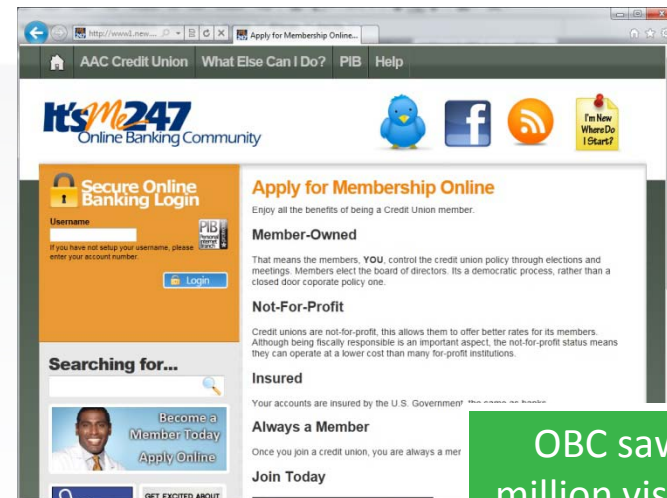 http://www1.new...
Apply for Membership Online...
AAC Credit Union What Else Can I Do? PIB Help
It'sMe247
Online Banking Community
I'm New
Where Do
I Start?
Secure Online
Banking Login
Username
PIB
If you have not setup your username, please
enter your account number.
Login
Searching for...
Become a
Member Today
Apply Online
GET EXCITED ABOUT
Apply for Membership Online
Enjoy all the benefits of being a Credit Union member.
Member-Owned
That means the members, YOU, control the credit union policy through elections and
meetings. Members elect the board of directors. Its a democratic process, rather than a
closed door coporate policy one.
Not-For-Profit
Credit unions are not-for-profit, this allows them to offer better rates for its members.
Although being fiscally responsible is an important aspect, the not-for-profit status means
they can operate at a lower cost than many for-profit institutions.
Insured
Your accounts are insured by the U.S. Government, the same as banks
Always a Member
Once you join a credit union, you are always a mer
Join Today
OBC sav
million vis